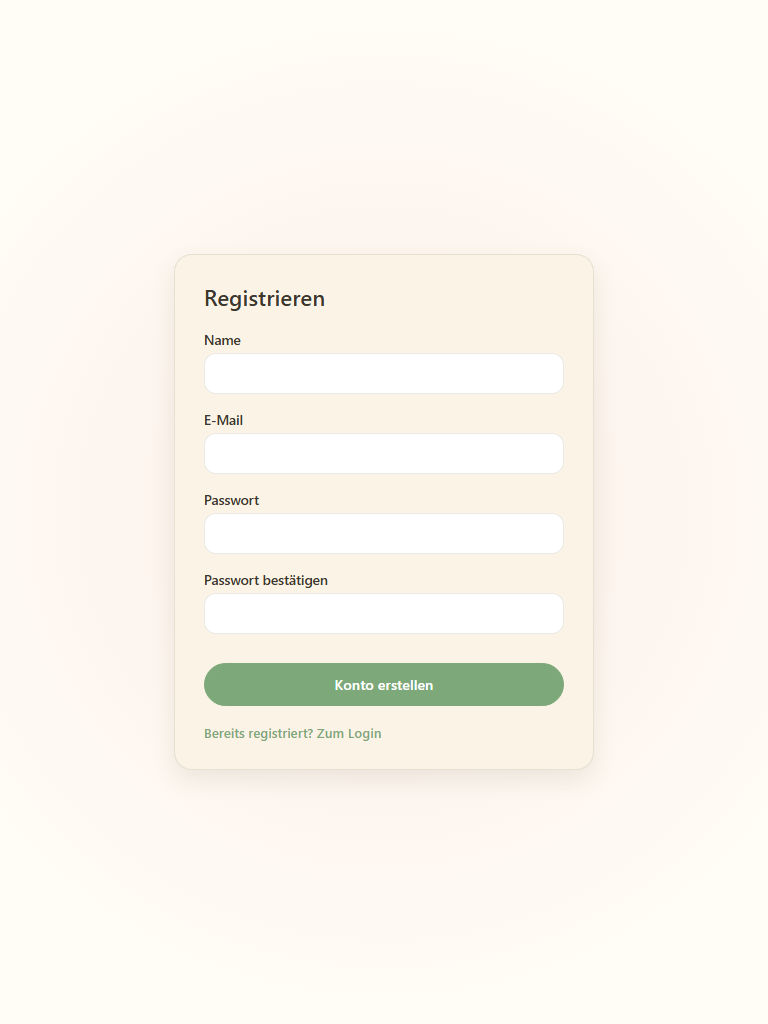 Registrieren
Name
E-Mail
Passwort
Passwort bestätigen
Konto erstellen
Bereits registriert? Zum Login